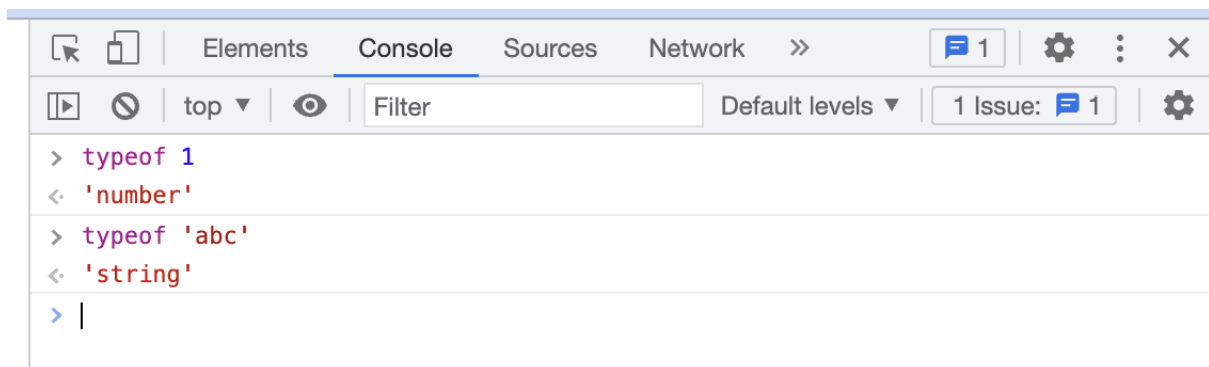 Elements Console Sources Network » 1
top ▼ Filter Default levels ▼ 1 Issue: 1
> typeof 1
'number'
> typeof 'abc'
'string'
>